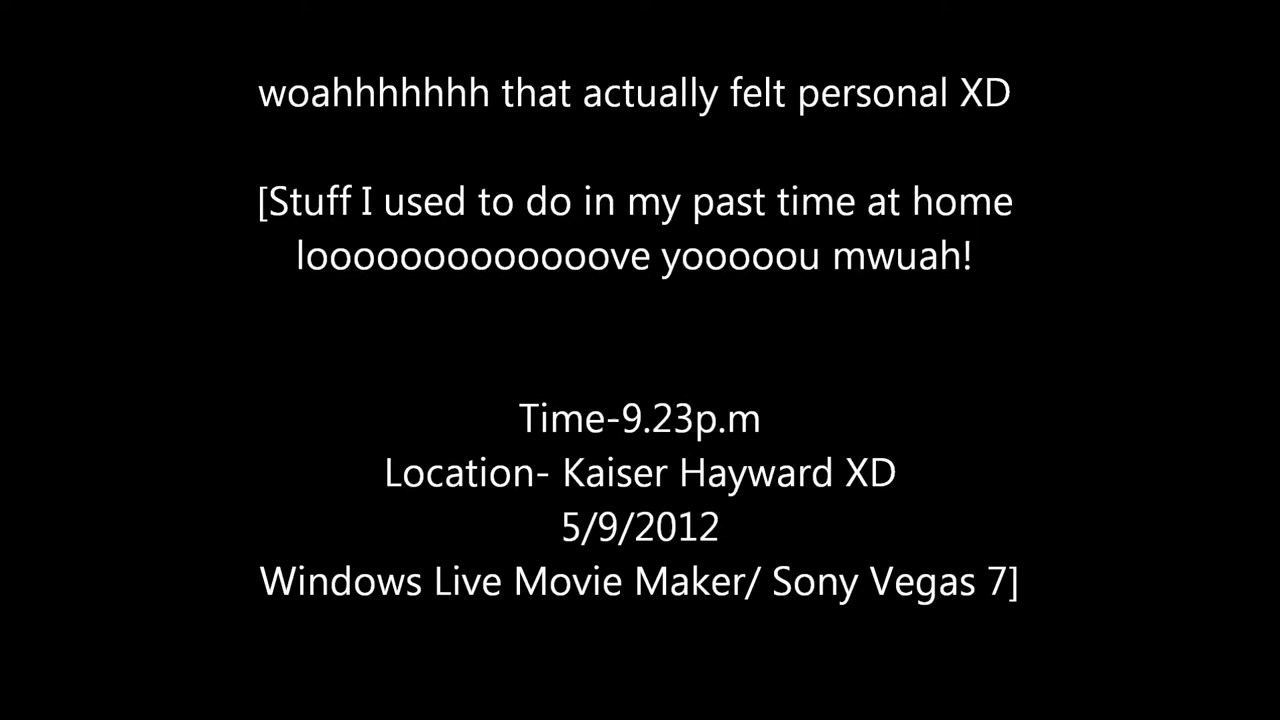 woahhhhhhh that actually felt personal XD
[Stuff I used to do in my past time at home
looooooooooooove yooooou mwuah!
Time-9.23p.m
Location- Kaiser Hayward XD
5/9/2012
Windows Live Movie Maker/ Sony Vegas 7]